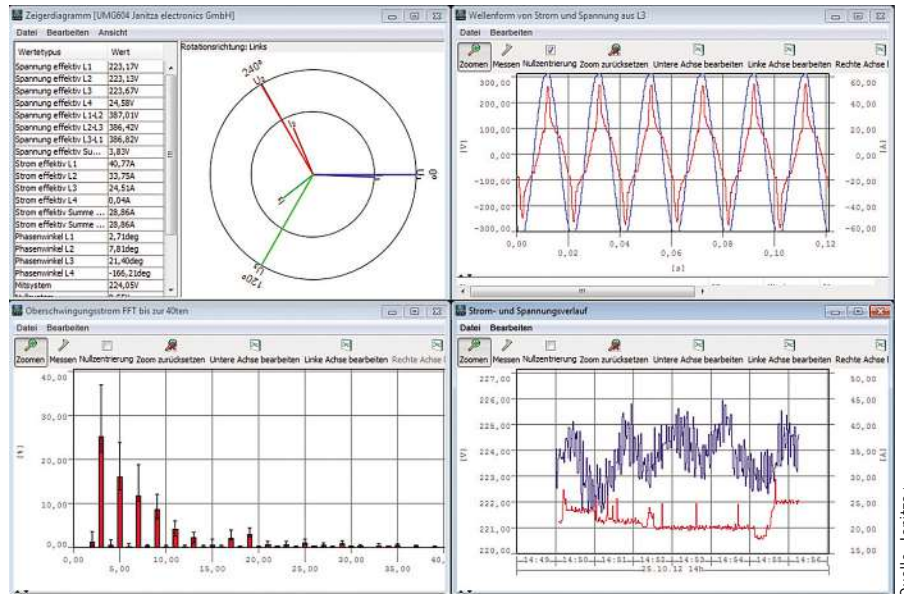 Zeigerdiagramm [UMG604 Janitza electronics GmbH]
Datei Bearbeiten Ansicht
Wertetypus Wert
Spannung effektiv L1 223,17V
Spannung effektiv L2 223,13V
Spannung effektiv L3 223,67V
Spannung effektiv L4 24,58V
Spannung effektiv L1-L2 387,01V
Spannung effektiv L2-L3 386,42V
Spannung effektiv L3-L1 386,82V
Spannung effektiv Su... 3,83V
Strom effektiv L1 40,77A
Strom effektiv L2 33,75A
Strom effektiv L3 24,51A
Strom effektiv L4 0,04A
Strom effektiv Summe ... 28,86A
Strom effektiv Summe ... 28,86A
Phasenwinkel L1 2,71deg
Phasenwinkel L2 7,81deg
Phasenwinkel L3 21,40deg
Phasenwinkel L4 -166,21deg
Mitsystem 224,05V
Rotationsrichtung: Links
240°
U₂
I₂
0°
U₃
120°
Wellenform von Strom und Spannung aus L3
Datei Bearbeiten
Zoomen Messen Nullzentrierung Zoom zurücksetzen Untere Achse bearbeiten Linke Achse bearbeiten Rechte Achse
300,00 60,00
200,00 40,00
100,00 20,00
[V] 0,00 0,00 [A]
-100,00 -20,00
-200,00 -40,00
-300,00 -60,00
0,00 0,02 0,04 0,06 0,08 0,10 0,12
[s]
Oberschwingungsstrom FFT bis zur 40ten
Datei Bearbeiten
Zoomen Messen Nullzentrierung Zoom zurücksetzen Untere Achse bearbeiten Linke Achse bearbeiten Rechte Achse
40,00
30,00
20,00
10,00
0,00
0,00 5,00 10,00 15,00 20,00 25,00 30,00 35,00 40,
Strom- und Spannungsverlauf
Datei Bearbeiten
Zoomen Messen Nullzentrierung Zoom zurücksetzen Untere Achse bearbeiten Linke Achse bearbeiten Rechte Achse
227,00 50,00
226,00 45,00
225,00 40,00
224,00 35,00
[V] [A]
223,00 30,00
222,00 25,00
221,00 20,00
220,00 15,00
14:49 14:50 14:51 14:52 14:53 14:54 14:55 14:56
25.10.12 14h